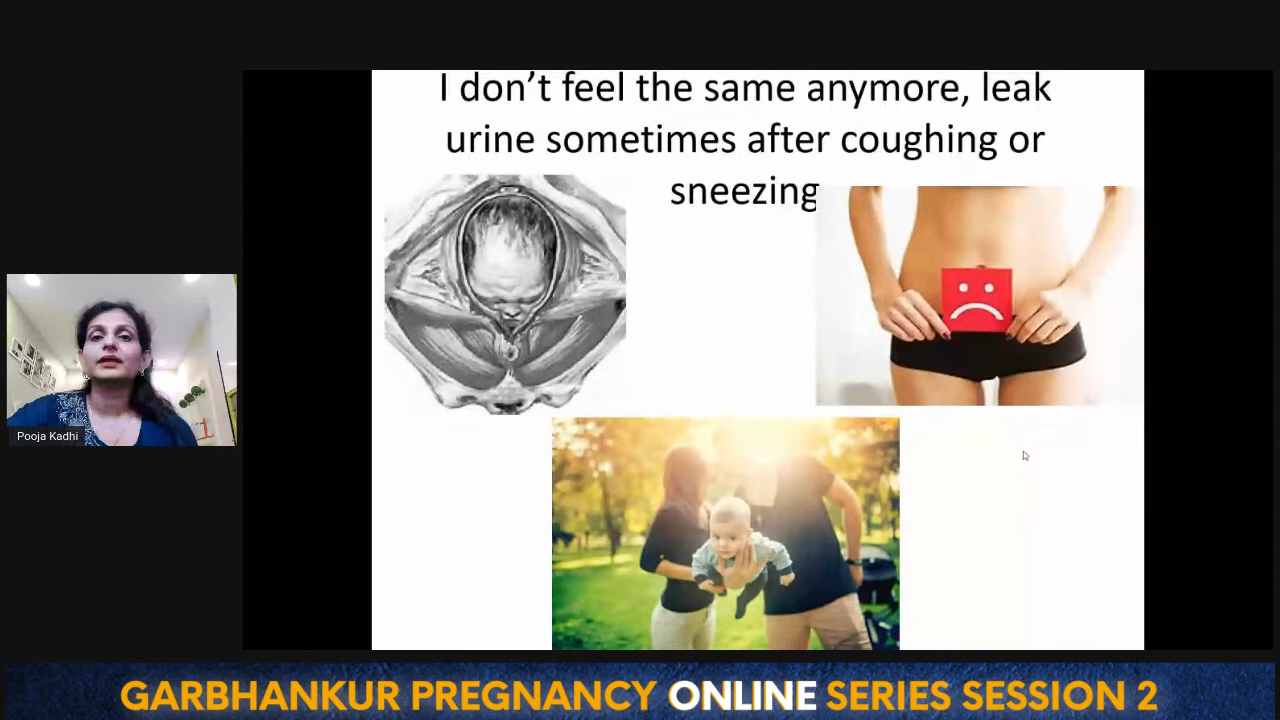 I don’t feel the same anymore, leak
urine sometimes after coughing or
sneezing
Pooja Kadhi
GARBHANKUR PREGNANCY ONLINE SERIES SESSION 2